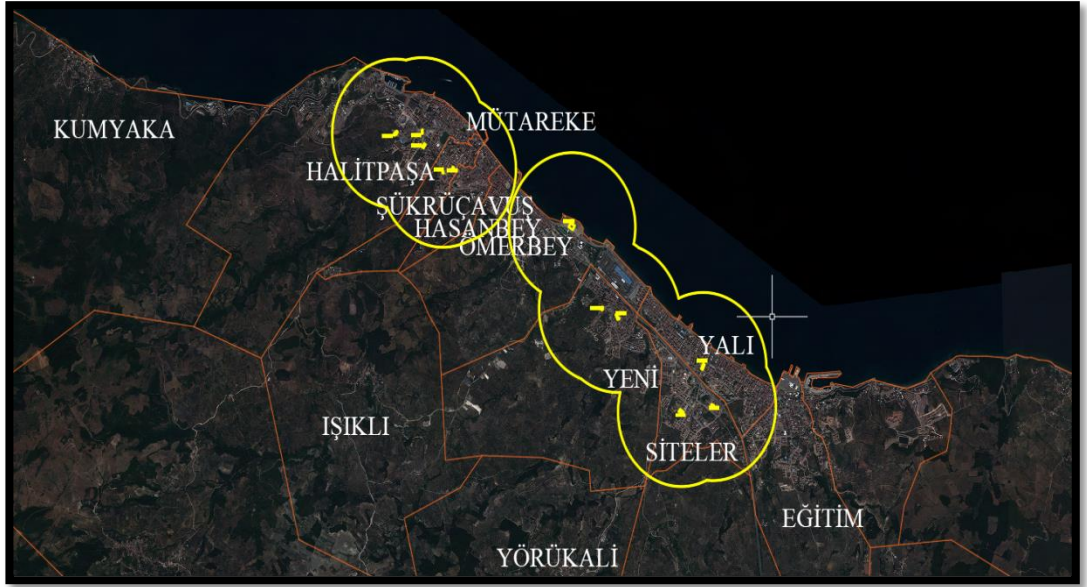 KUMYAKA
MÜTAREKE
HALİTPAŞA
ŞÜKRÜÇAVUŞ
HASANBEY
ÖMERBEY
YALI
YENİ
IŞIKLI
SİTELER
EĞİTİM
YÖRÜKALİ